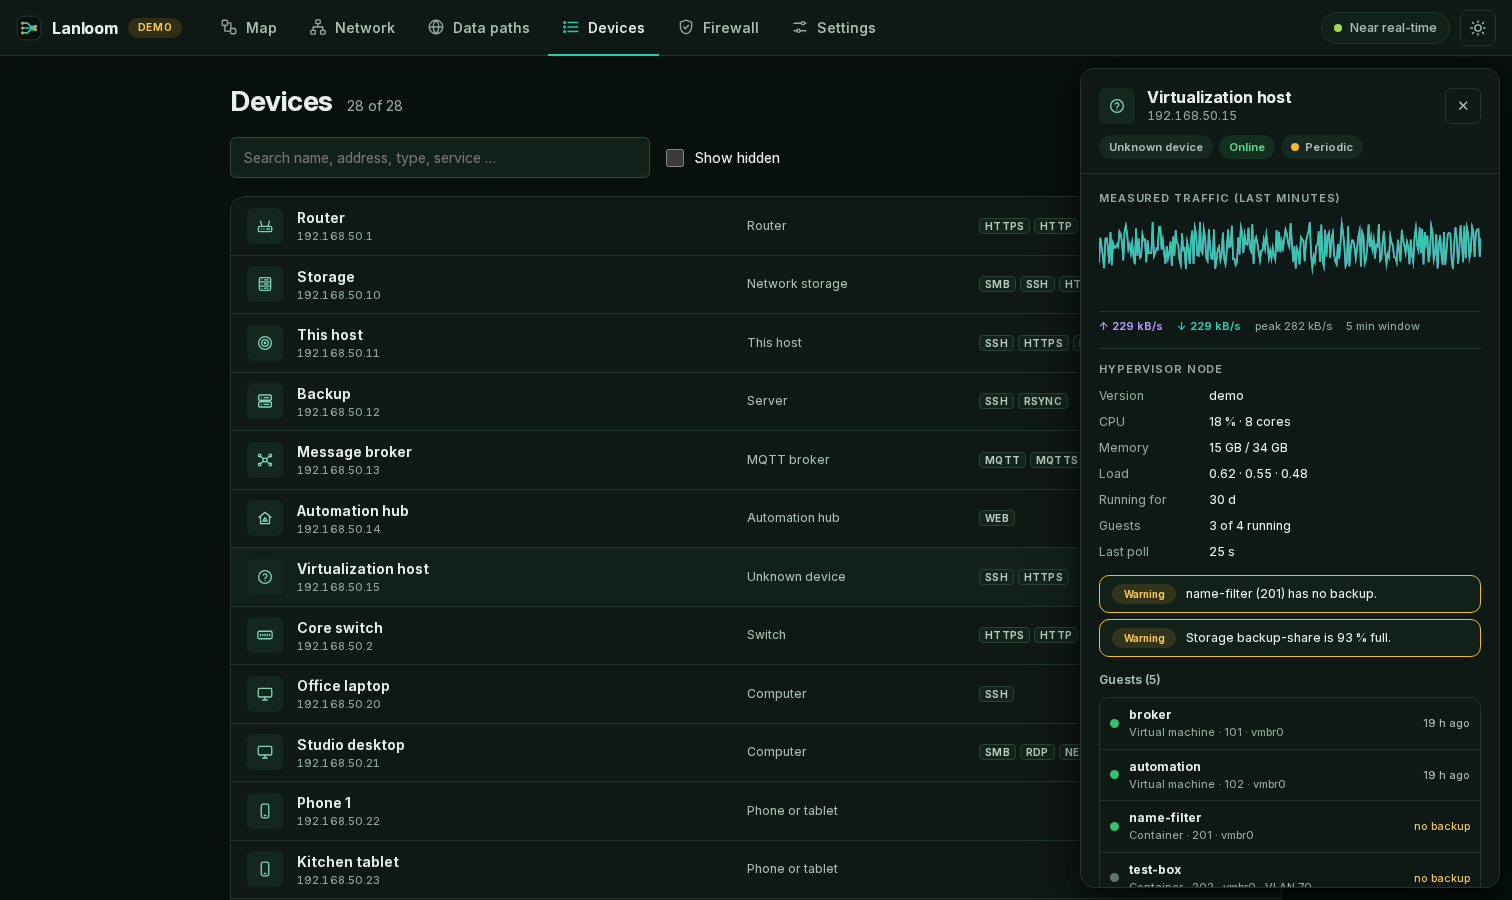 Lanloom DEMO Map Network Data paths Devices Firewall Settings Near real-time
Devices 28 of 28
Search name, address, type, service ...
Show hidden
Router
192.168.50.1
Router
HTTPS HTTP
Storage
192.168.50.10
Network storage
SMB SSH
This host
192.168.50.11
This host
SSH HTTPS
Backup
192.168.50.12
Server
SSH RSYNC
Message broker
192.168.50.13
MQTT broker
MQTT MQTTS
Automation hub
192.168.50.14
Automation hub
WEB
Virtualization host
192.168.50.15
Unknown device
SSH HTTPS
Core switch
192.168.50.2
Switch
HTTPS HTTP
Office laptop
192.168.50.20
Computer
SSH
Studio desktop
192.168.50.21
Computer
SMB RDP
Phone 1
192.168.50.22
Phone or tablet
Kitchen tablet
192.168.50.23
Phone or tablet
Virtualization host
192.168.50.15
Unknown device Online Periodic
MEASURED TRAFFIC (LAST MINUTES)
↑ 229 kB/s ↓ 229 kB/s peak 282 kB/s 5 min window
HYPERVISOR NODE
Version demo
CPU 18 % · 8 cores
Memory 15 GB / 34 GB
Load 0.62 · 0.55 · 0.48
Running for 30 d
Guests 3 of 4 running
Last poll 25 s
Warning name-filter (201) has no backup.
Warning Storage backup-share is 93 % full.
Guests (5)
broker
Virtual machine · 101 · vmbr0
19 h ago
automation
Virtual machine · 102 · vmbr0
19 h ago
name-filter
Container · 201 · vmbr0
no backup
test-box
Container · 202 · vmbr0 · VLAN 70
no backup